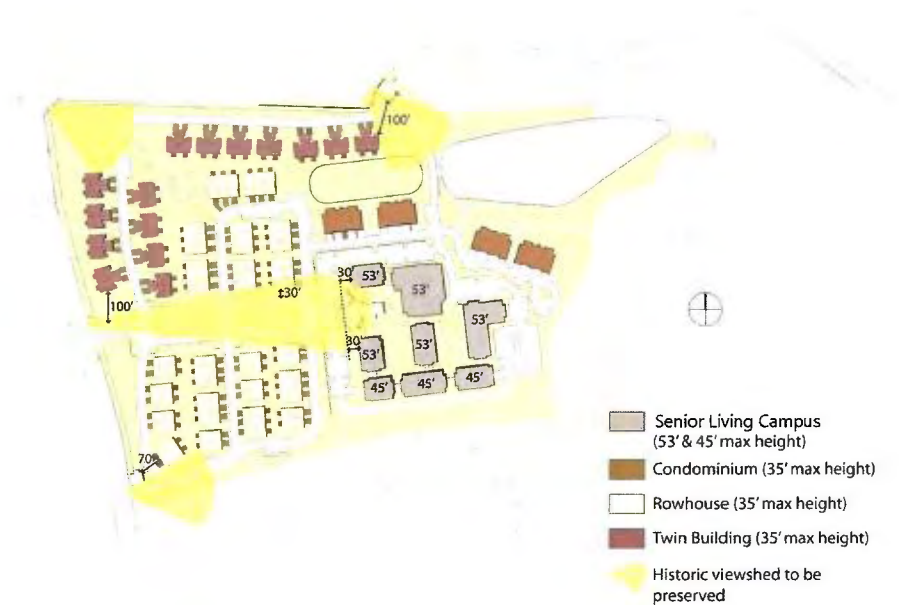 100'
30'
53'
53'
30'
100'
53'
30'
53'
53'
45'
45'
45'
70'
Senior Living Campus
(53' & 45' max height)
Condominium (35' max height)
Rowhouse (35' max height)
Twin Building (35' max height)
Historic viewshed to be
preserved